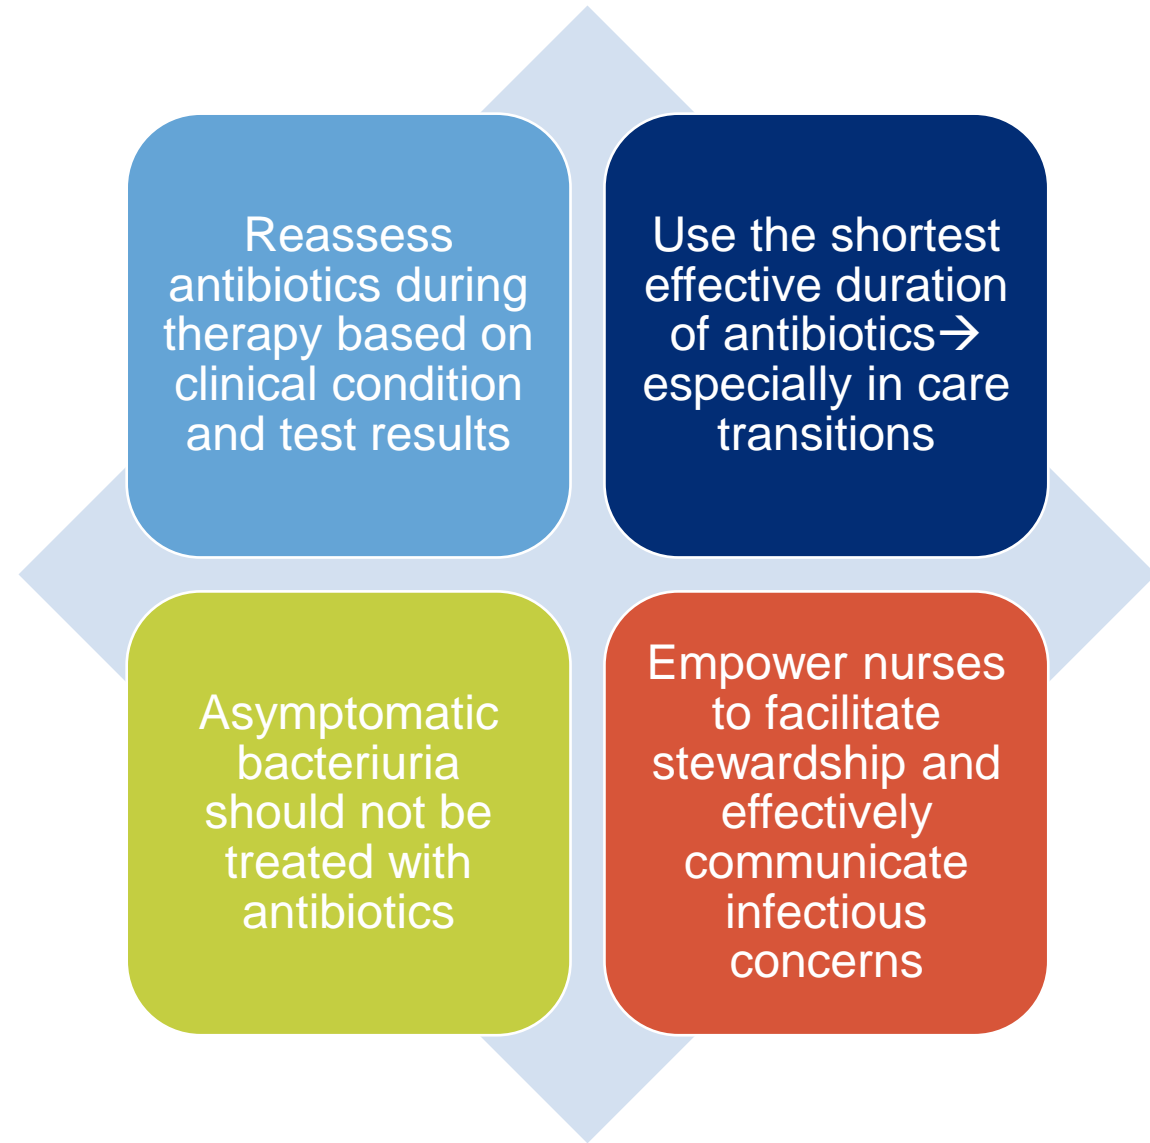 Reassess
antibiotics during
therapy based on
clinical condition
and test results
Use the shortest
effective duration
of antibiotics→
especially in care
transitions
Asymptomatic
bacteriuria
should not be
treated with
antibiotics
Empower nurses
to facilitate
stewardship and
effectively
communicate
infectious
concerns